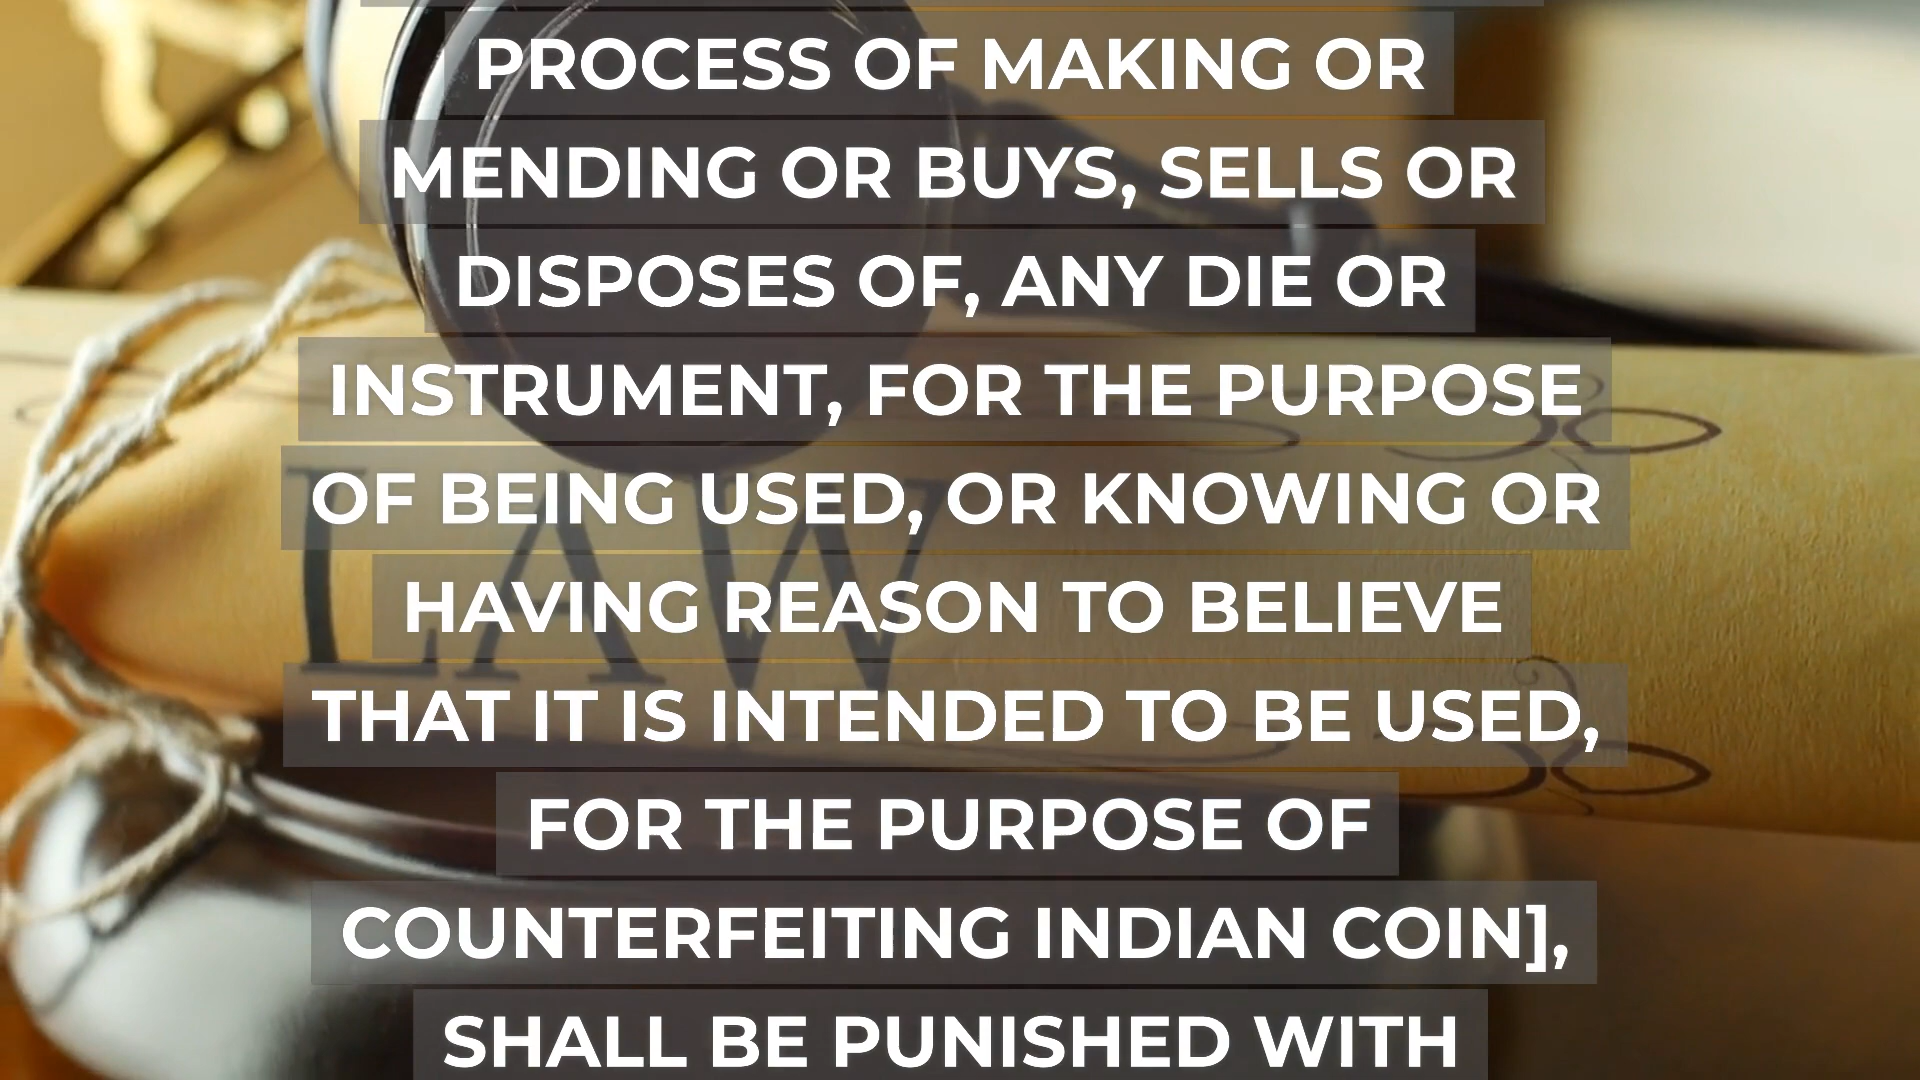 PROCESS OF MAKING OR
MENDING OR BUYS, SELLS OR
DISPOSES OF, ANY DIE OR
INSTRUMENT, FOR THE PURPOSE
OF BEING USED, OR KNOWING OR
HAVING REASON TO BELIEVE
THAT IT IS INTENDED TO BE USED,
FOR THE PURPOSE OF
COUNTERFEITING INDIAN COIN],
SHALL BE PUNISHED WITH
LAW